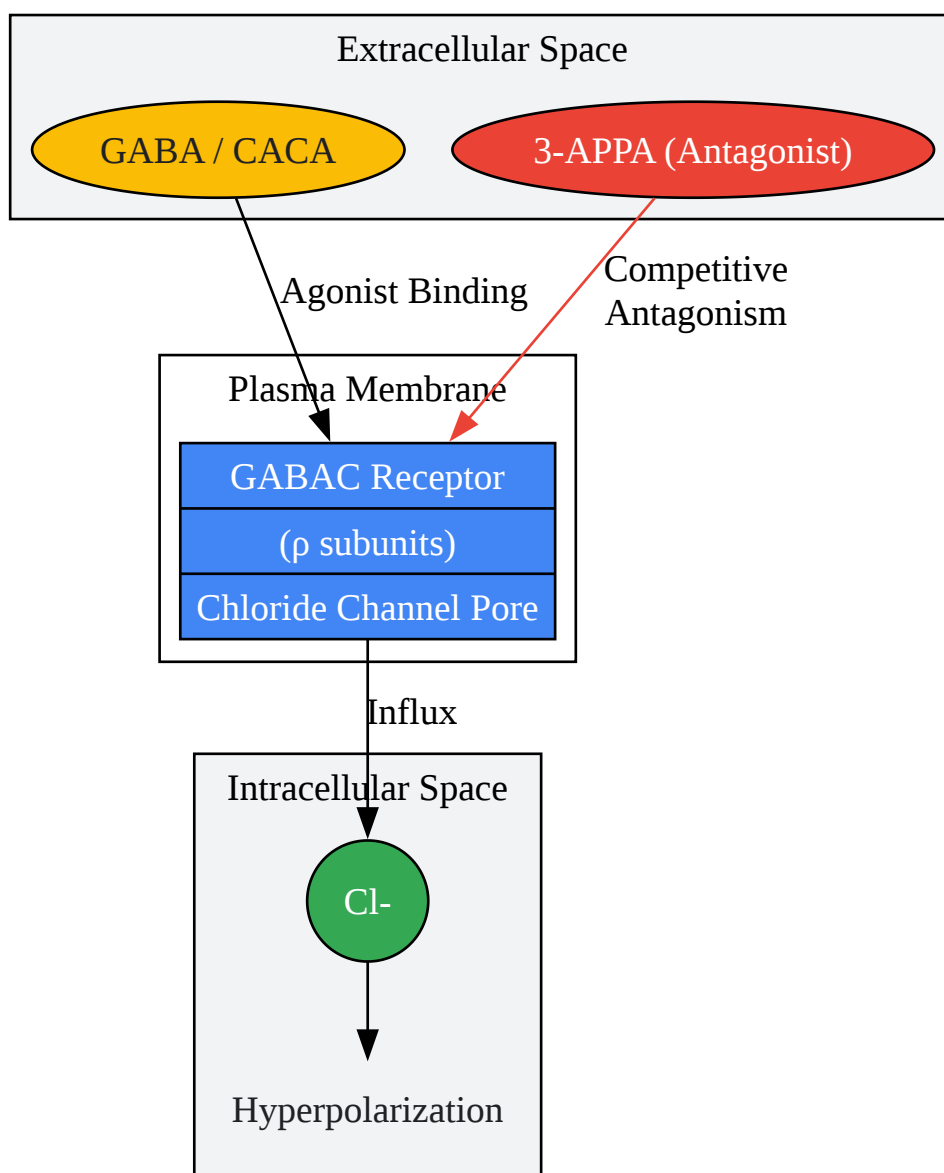 Extracellular Space
GABA / CACA
3-APPA (Antagonist)
Agonist Binding
Competitive
Antagonism
Plasma Membrane
GABAC Receptor
(ρ subunits)
Chloride Channel Pore
Influx
Intracellular Space
Cl-
Hyperpolarization